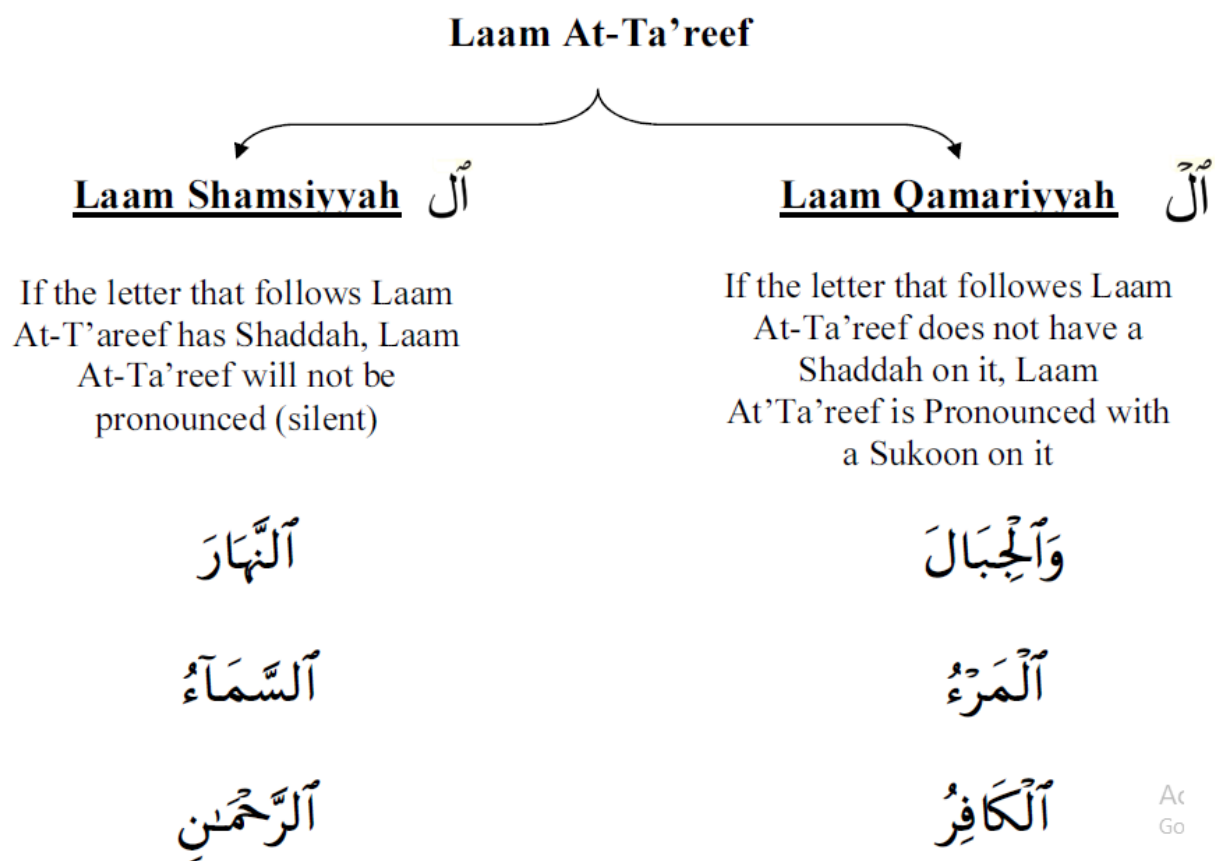 Laam At-Ta’reef
Laam Shamsiyyah ٱل
If the letter that follows Laam
At-T’areef has Shaddah, Laam
At-Ta’reef will not be
pronounced (silent)
ٱلنَّهَارَ
ٱلسَّمَآءُ
ٱلرَّحْمَـٰنِ
Laam Qamariyyah ٱلْ
If the letter that followes Laam
At-Ta’reef does not have a
Shaddah on it, Laam
At’Ta’reef is Pronounced with
a Sukoon on it
وَٱلْجِبَالَ
ٱلْمَرْءُ
ٱلْكَافِرُ
Go